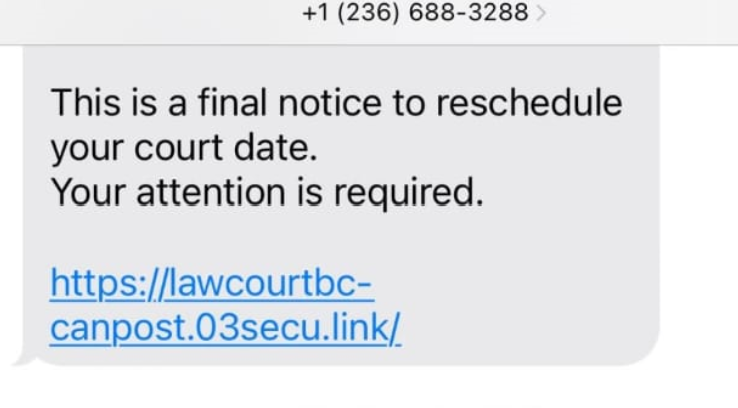 +1 (236) 688-3288 >
This is a final notice to reschedule
your court date.
Your attention is required.
https://lawcourtbc-
canpost.03secu.link/